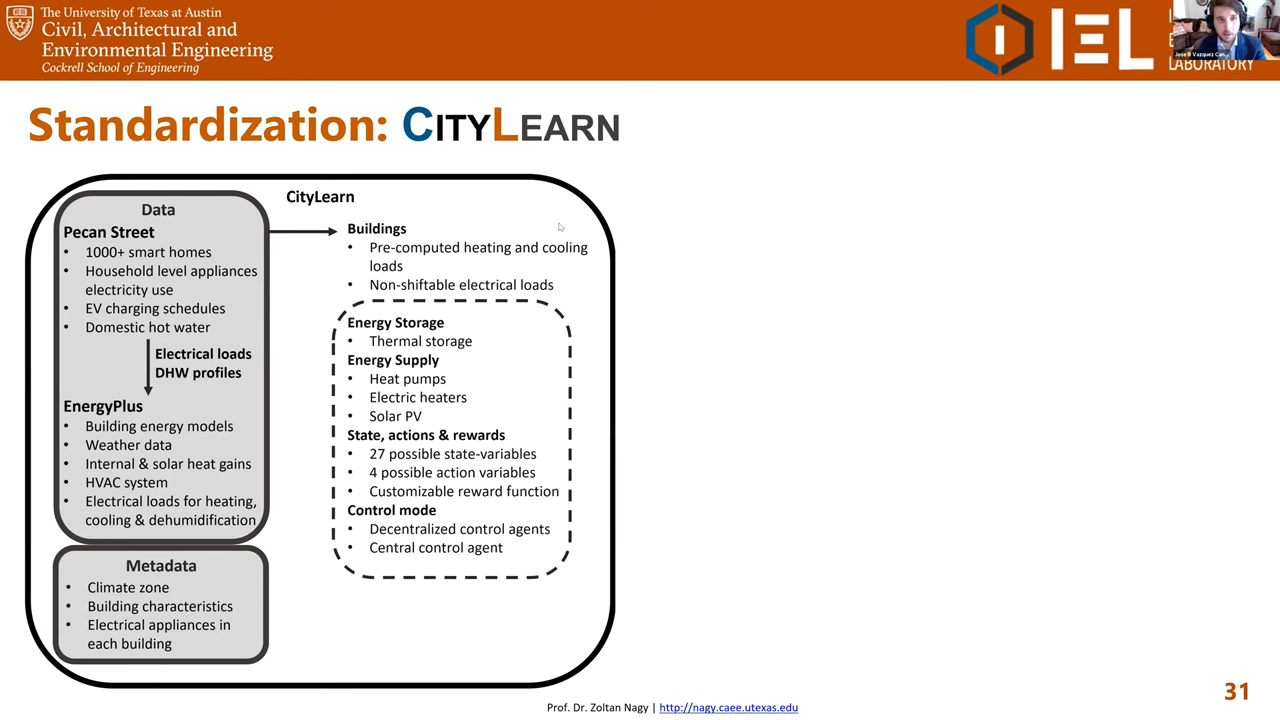 The University of Texas at Austin
Civil, Architectural and
Environmental Engineering
Cockrell School of Engineering
I
IEL
LABORATORY
Standardization: CITYLEARN
CityLearn
Data
Pecan Street
• 1000+ smart homes
• Household level appliances
electricity use
• EV charging schedules
• Domestic hot water
Electrical loads
DHW profiles
EnergyPlus
• Building energy models
• Weather data
• Internal & solar heat gains
• HVAC system
• Electrical loads for heating,
cooling & dehumidification
Metadata
• Climate zone
• Building characteristics
• Electrical appliances in
each building
Buildings
• Pre-computed heating and cooling
loads
• Non-shiftable electrical loads
Energy Storage
• Thermal storage
Energy Supply
• Heat pumps
• Electric heaters
• Solar PV
State, actions & rewards
• 27 possible state-variables
• 4 possible action variables
• Customizable reward function
Control mode
• Decentralized control agents
• Central control agent
Prof. Dr. Zoltan Nagy | http://nagy.caee.utexas.edu
31